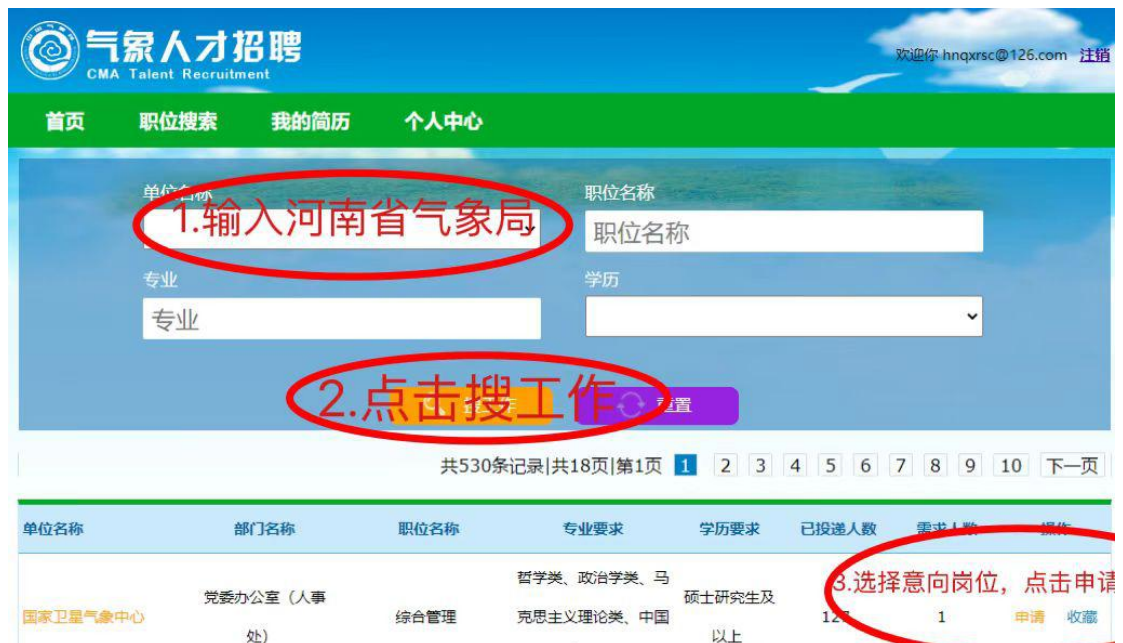 气象人才招聘
CMA Talent Recruitment
欢迎你 hnqxrsc@126.com 注销
首页 职位搜索 我的简历 个人中心
单位名称 职位名称
1.输入河南省气象局 职位名称
专业 学历
专业
2.点击搜工作 重置
共530条记录|共18页|第1页 1 2 3 4 5 6 7 8 9 10 下一页
单位名称 部门名称 职位名称 专业要求 学历要求 已投递人数 需求人数 操作
3.选择意向岗位，点击申请
国家卫星气象中心 党委办公室（人事 综合管理 哲学类、政治学类、马 硕士研究生及 1 申请 收藏
处） 克思主义理论类、中国 以上